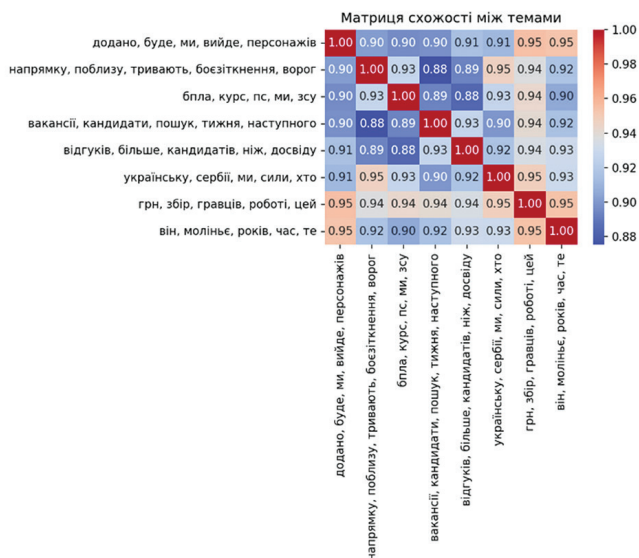 Матриця схожості між темами
додано, буде, ми, вийде, персонажів
1.00 0.90 0.90 0.90 0.91 0.91 0.95 0.95
напрямку, поблизу, тривають, боєзіткнення, ворог
0.90 1.00 0.93 0.88 0.89 0.95 0.94 0.92
бпла, курс, пс, ми, зсу
0.90 0.93 1.00 0.89 0.88 0.93 0.94 0.90
вакансії, кандидати, пошук, тижня, наступного
0.90 0.88 0.89 1.00 0.93 0.90 0.94 0.92
відгуків, більше, кандидатів, ніж, досвіду
0.91 0.89 0.88 0.93 1.00 0.92 0.94 0.93
українську, сербії, ми, сили, хто
0.91 0.95 0.93 0.90 0.92 1.00 0.95 0.93
грн, збір, гравців, роботі, цей
0.95 0.94 0.94 0.94 0.94 0.95 1.00 0.95
він, моліньє, років, час, те
0.95 0.92 0.90 0.92 0.93 0.93 0.95 1.00
додано, буде, ми, вийде, персонажів
напрямку, поблизу, тривають, боєзіткнення, ворог
бпла, курс, пс, ми, зсу
вакансії, кандидати, пошук, тижня, наступного
відгуків, більше, кандидатів, ніж, досвіду
українську, сербії, ми, сили, хто
грн, збір, гравців, роботі, цей
він, моліньє, років, час, те
1.00
0.98
0.96
0.94
0.92
0.90
0.88